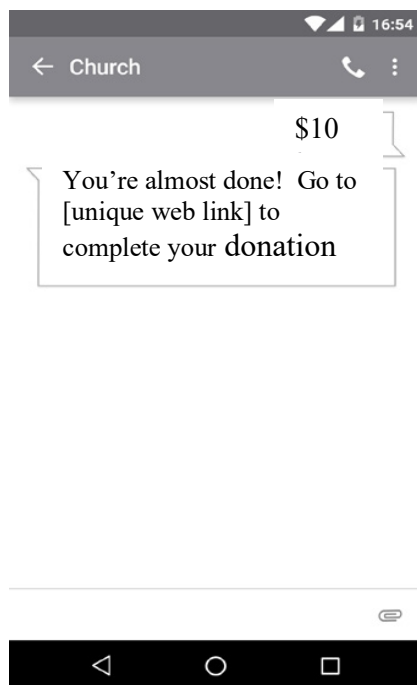 16:54
Church
$10
You’re almost done!  Go to
[unique web link] to
complete your donation